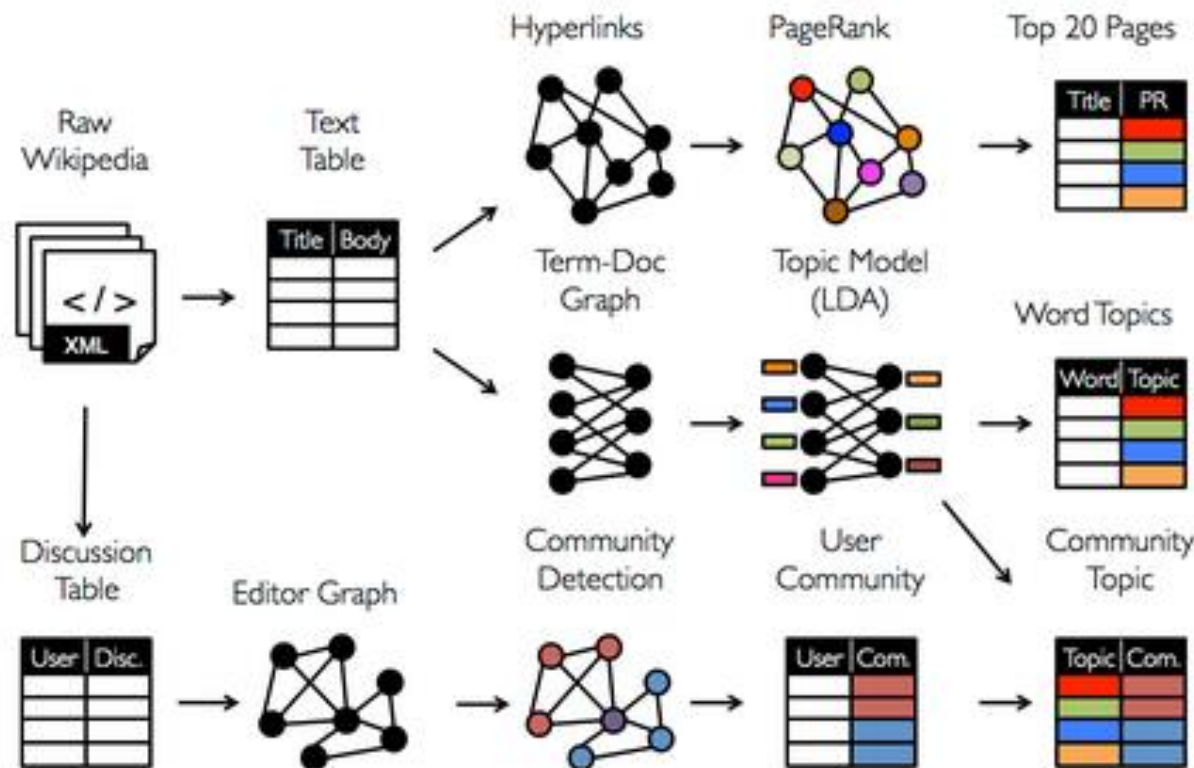 Hyperlinks
PageRank
Top 20 Pages
Raw
Wikipedia
Text
Table
Title PR
Title Body
</>
XML
Term-Doc
Graph
Topic Model
(LDA)
Word Topics
Word Topic
Discussion
Table
Editor Graph
Community
Detection
User
Community
Community
Topic
User Disc.
User Com.
Topic Com.